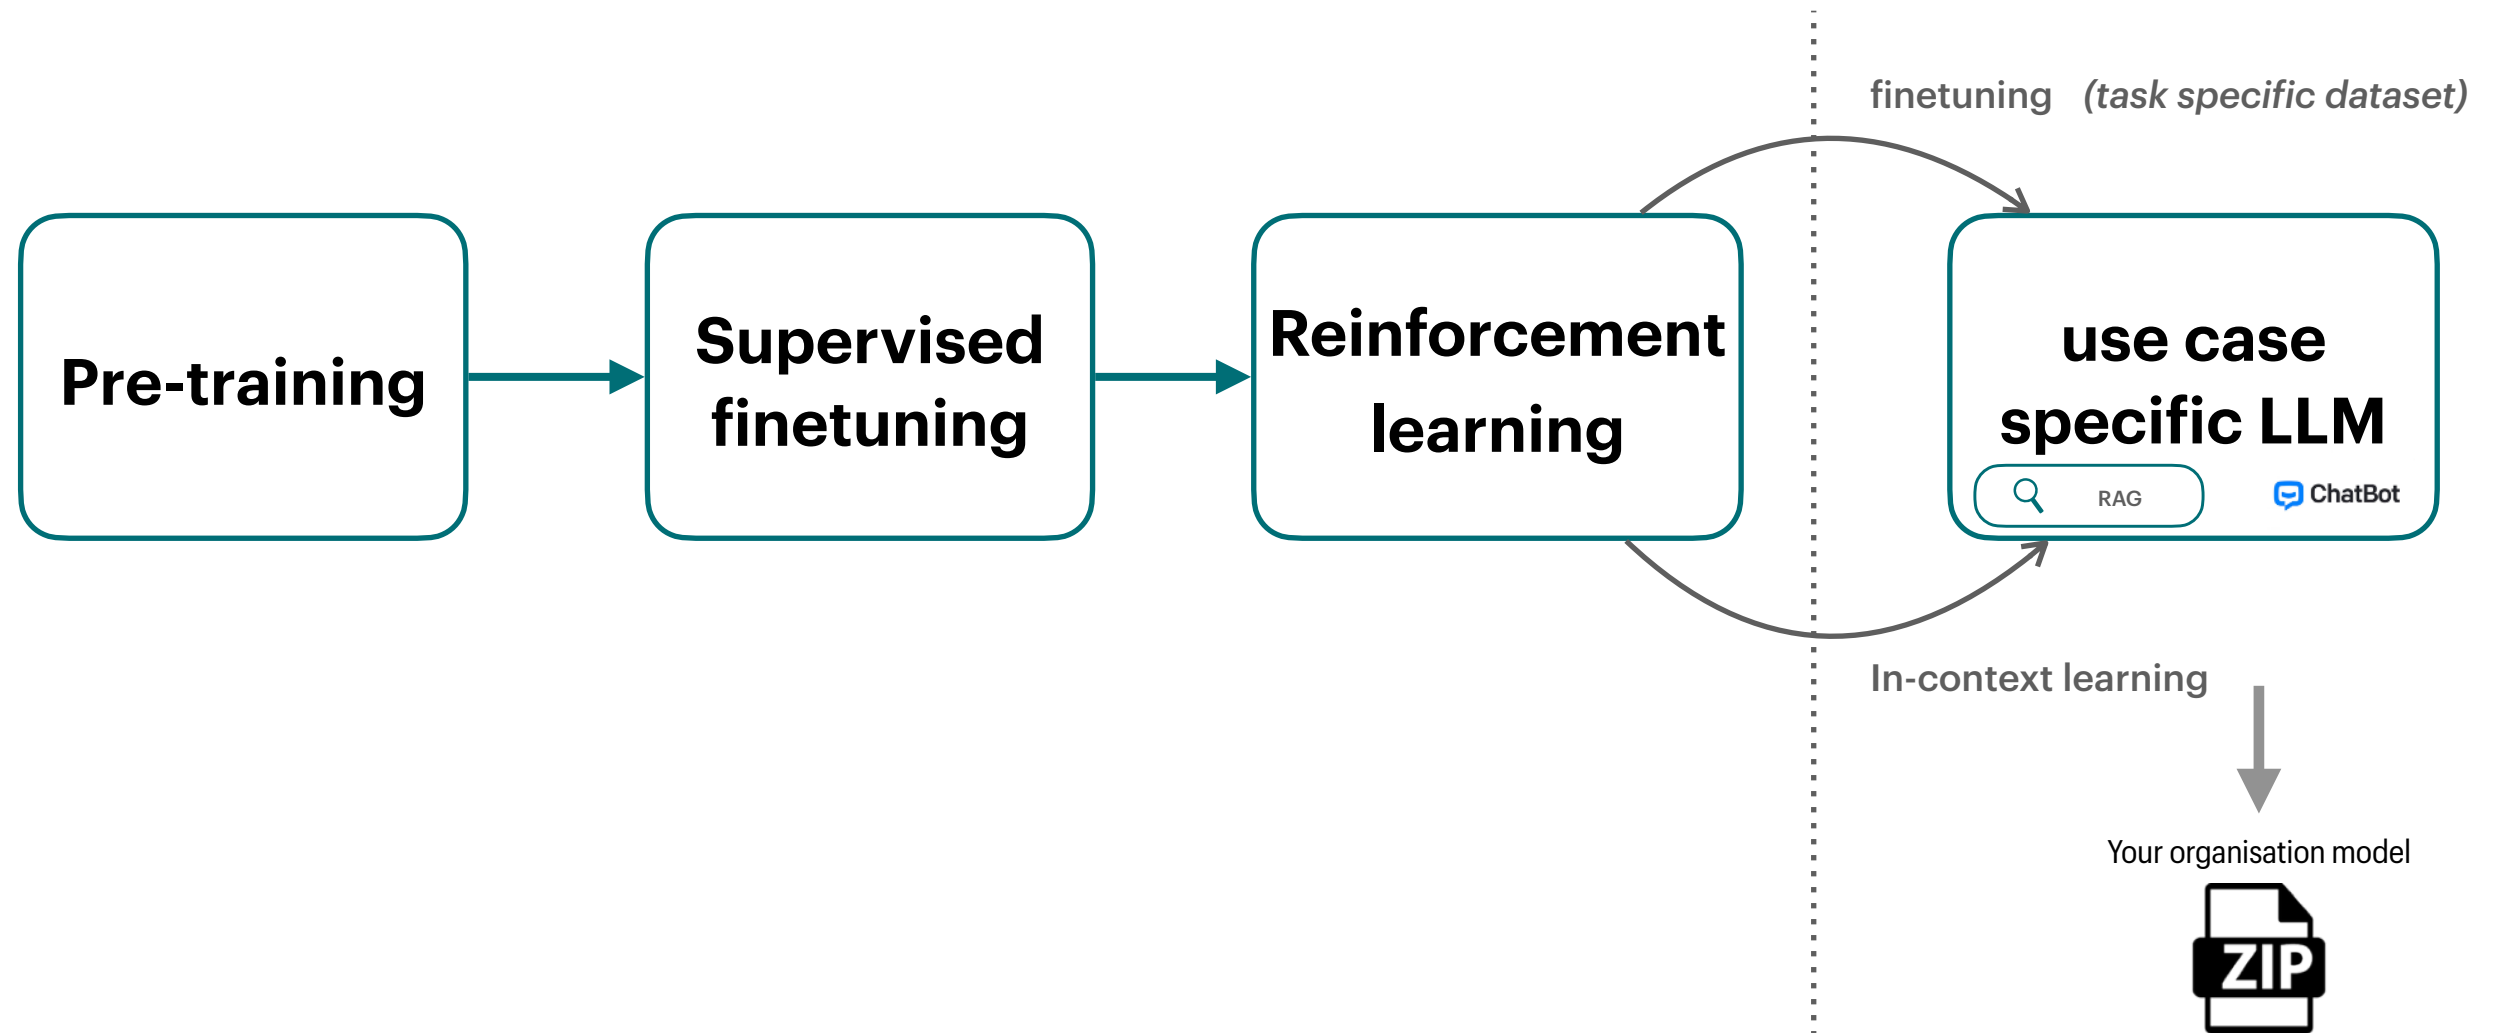 finetuning (task specific dataset)
Pre-training
Supervised
finetuning
Reinforcement
learning
use case
specific LLM
RAG
ChatBot
In-context learning
Your organisation model
ZIP